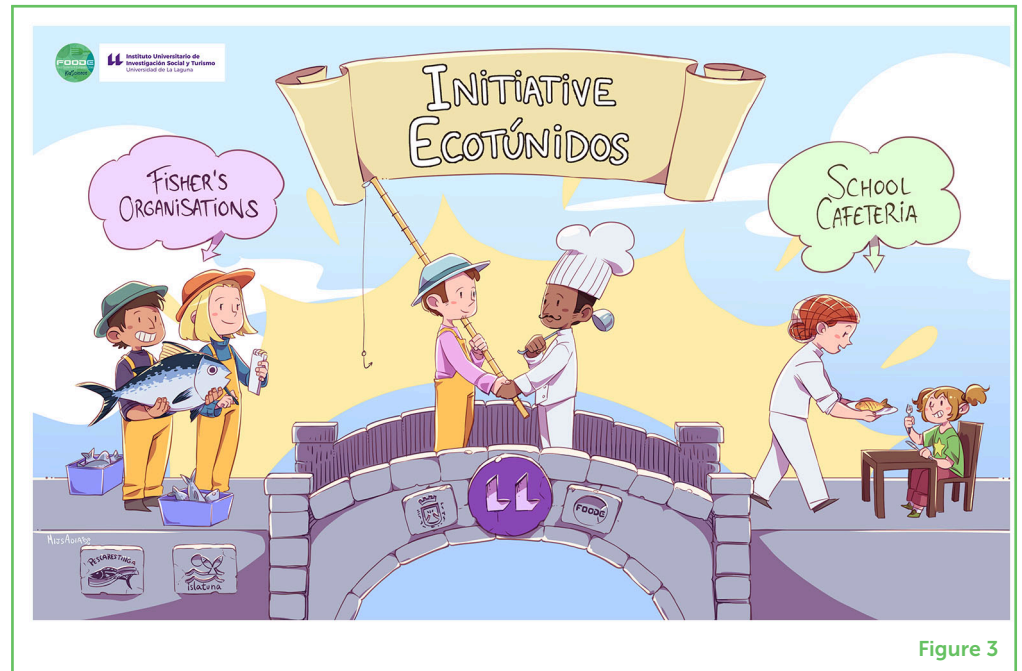 FOODE
Instituto Universitario de
Investigación Social y Turismo
Universidad de La Laguna
INITIATIVE
ECOTÚNIDOS
FISHER'S
ORGANISATIONS
SCHOOL
CAFETERIA
FOODE
PESCARESTINGA
islatuna
Figure 3